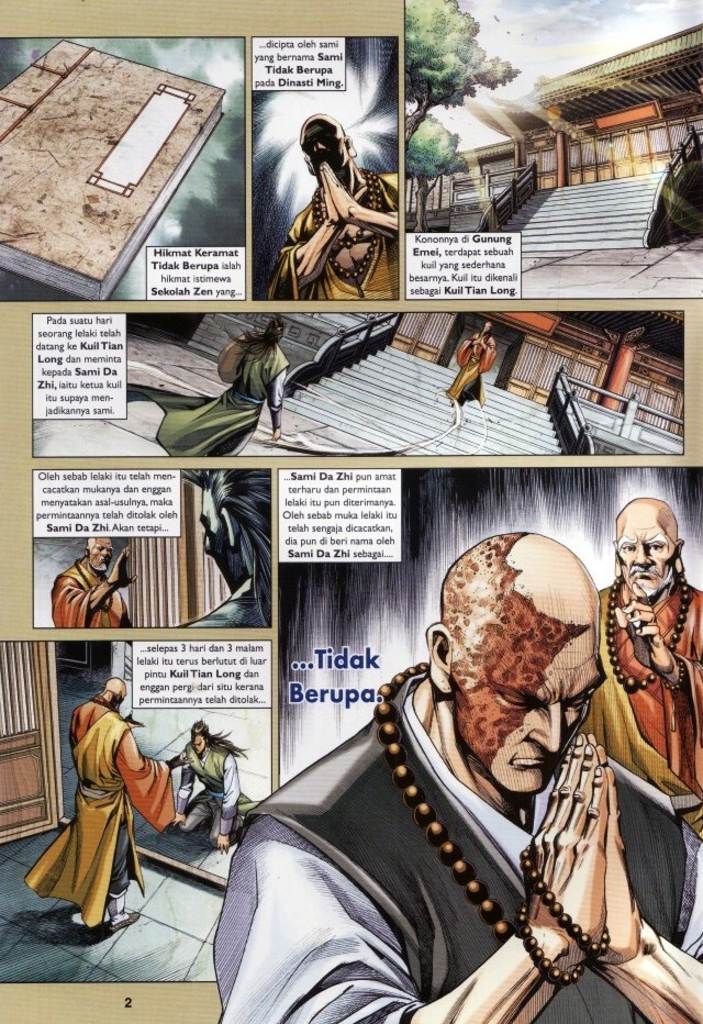 Hikmat Keramat
Tidak Berupa ialah
hikmat istimewa
Sekolah Zen yang...
...dicipta oleh sami
yang bernama Sami
Tidak Berupa
pada Dinasti Ming.
Kononnya di Gunung
Emei, terdapat sebuah
kuil yang sederhana
besarnya. Kuil itu dikenali
sebagai Kuil Tian Long.
Pada suatu hari
seorang lelaki telah
datang ke Kuil Tian
Long dan meminta
kepada Sami Da
Zhi, iaitu ketua kuil
itu supaya men-
jadikannya sami.
Oleh sebab lelaki itu telah men-
cacatkan mukanya dan enggan
menyatakan asal-usulnya, maka
permintaannya telah ditolak oleh
Sami Da Zhi. Akan tetapi...
...selepas 3 hari dan 3 malam
lelaki itu terus berlutut di luar
pintu Kuil Tian Long dan
enggan pergi dari situ kerana
permintaannya telah ditolak...
...Sami Da Zhi pun amat
terharu dan permintaan
lelaki itu pun diterimanya.
Oleh sebab muka lelaki itu
telah sengaja dicacatkan,
dia pun di beri nama oleh
Sami Da Zhi sebagai....
...Tidak
Berupa.
2